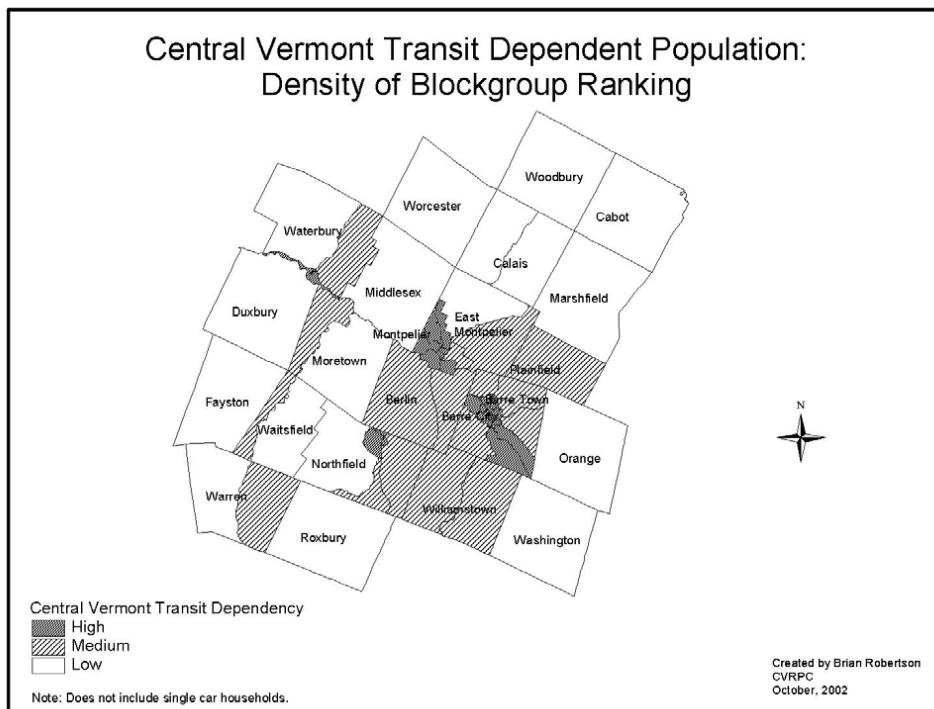 Central Vermont Transit Dependent Population:
Density of Blockgroup Ranking
Woodbury
Worcester
Cabot
Waterbury
Calais
Middlesex
Marshfield
Duxbury
East
Montpelier
Montpelier
Moretown
Plainfield
Fayston
Berlin
Barre Town
Barre City
Waitsfield
Orange
Northfield
Warren
Williamstown
Roxbury
Washington
N
Central Vermont Transit Dependency
High
Medium
Low
Note: Does not include single car households.
Created by Brian Robertson
CVRPC
October, 2002